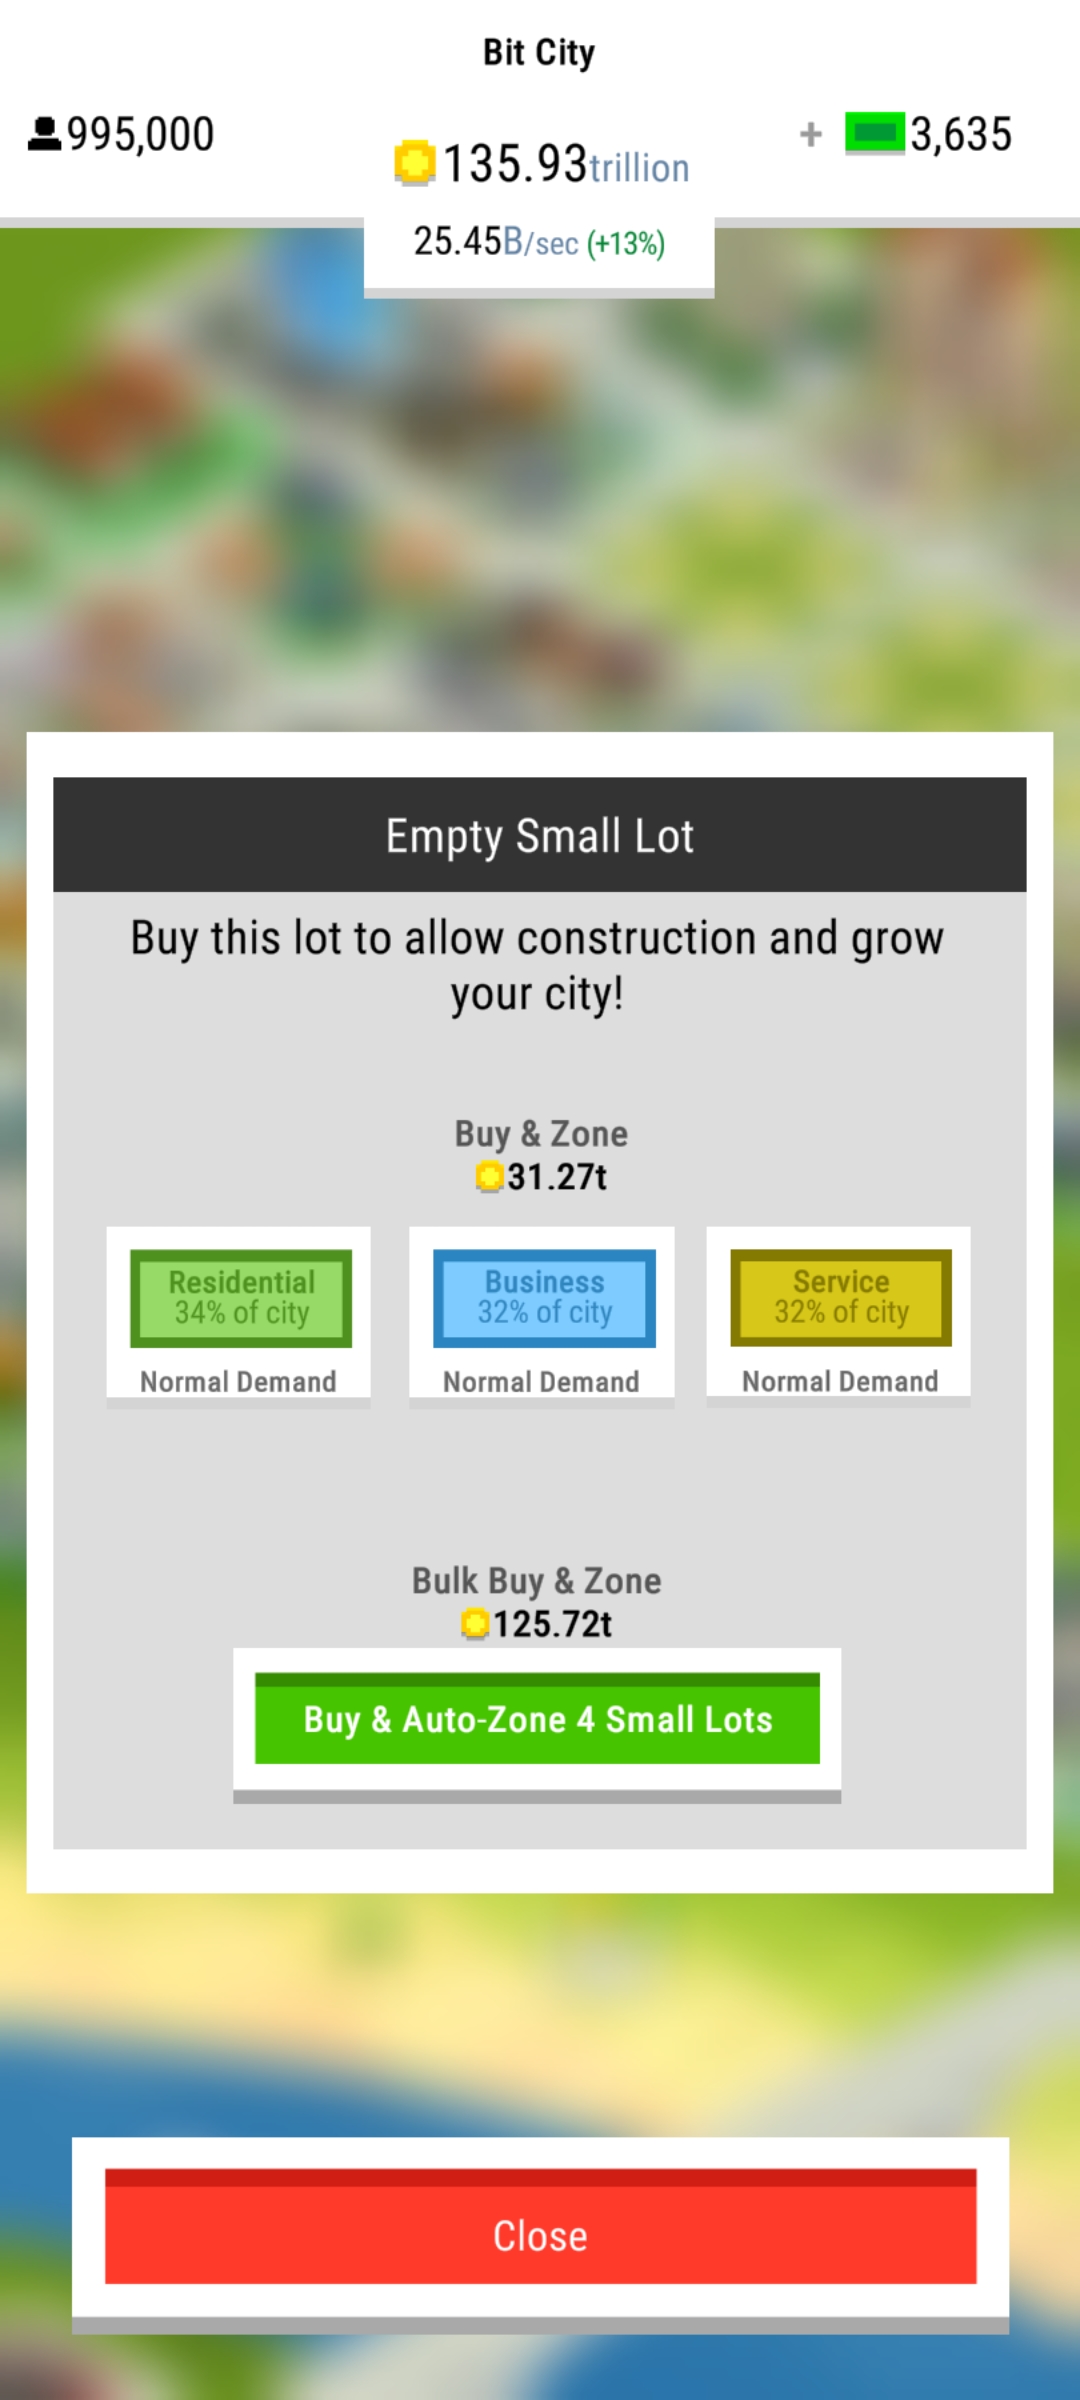 Bit City
995,000
135.93trillion
+ 3,635
25.45B/sec (+13%)
Empty Small Lot
Buy this lot to allow construction and grow
your city!
Buy & Zone
31.27t
Residential
34% of city
Normal Demand
Business
32% of city
Normal Demand
Service
32% of city
Normal Demand
Bulk Buy & Zone
125.72t
Buy & Auto-Zone 4 Small Lots
Close